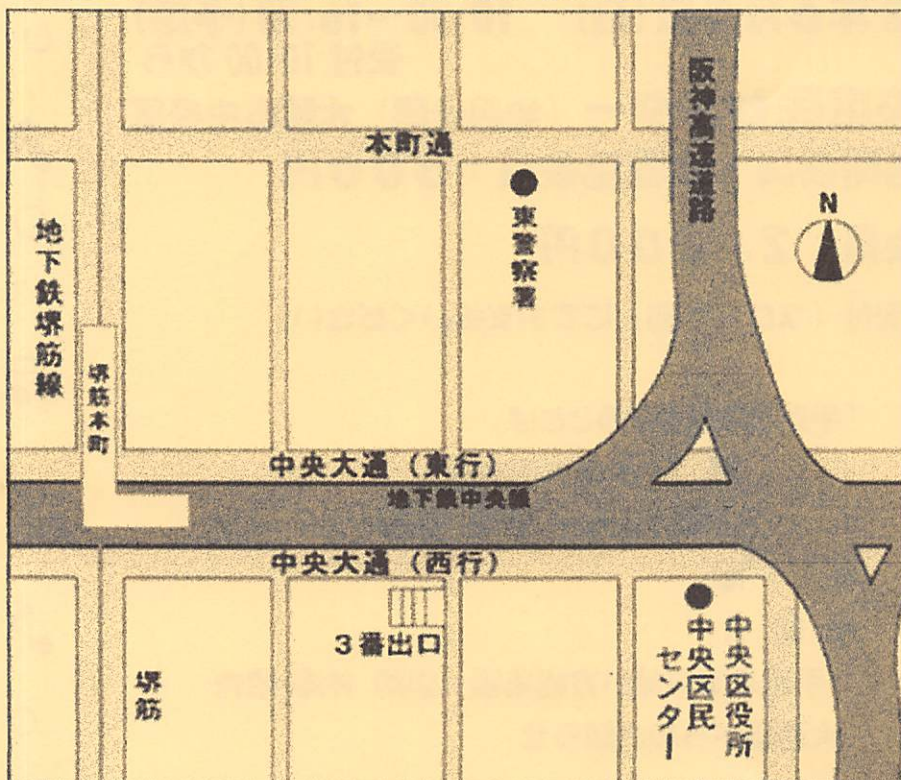 阪神高速道路
本町通
東警察署
N
地下鉄堺筋線
堺筋本町
中央大通（東行）
地下鉄中央線
中央大通（西行）
3番出口
中央区役所
中央区民
センター
堺筋